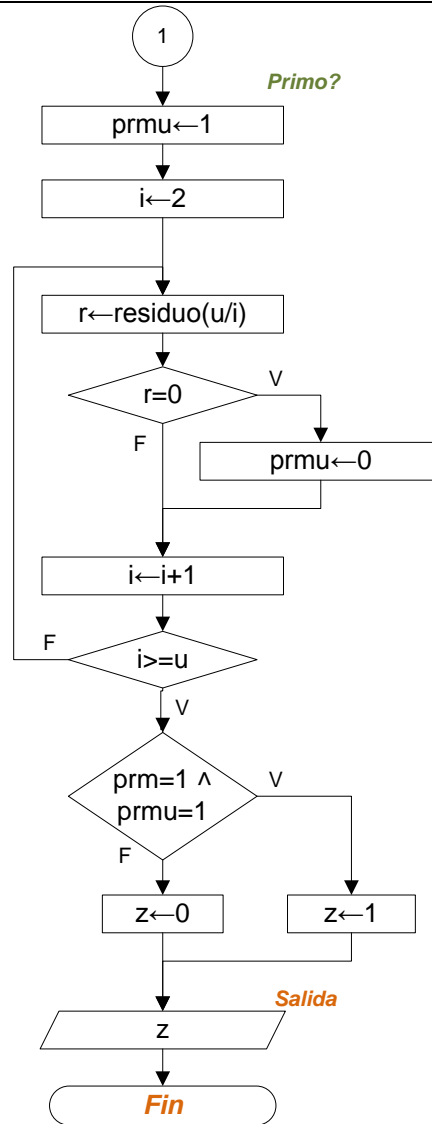 1
Primo?
prmu←1
i←2
r←residuo(u/i)
r=0
V
F
prmu←0
i←i+1
i>=u
F
V
prm=1 ˄
prmu=1
V
F
z←0
z←1
Salida
z
Fin